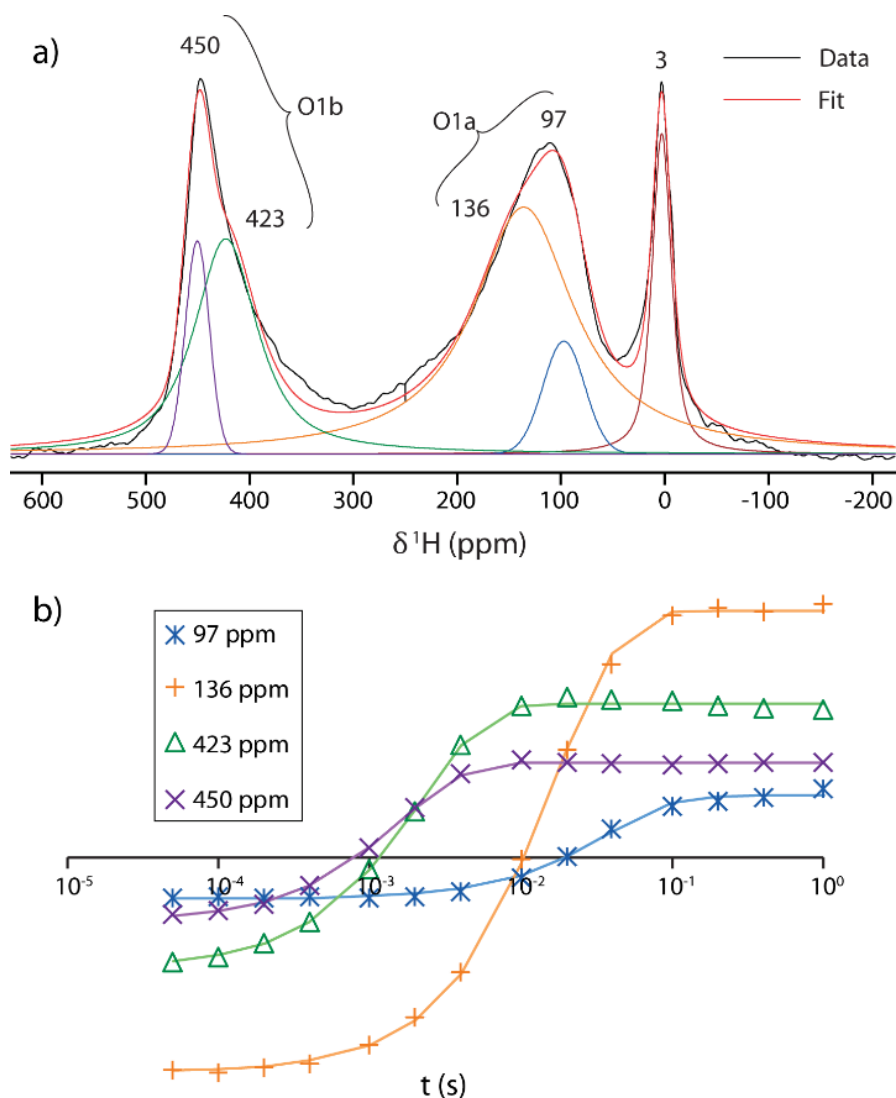 a)
450
O1b
423
O1a
97
136
3
Data
Fit
600 500 400 300 200 100 0 -100 -200
δ ¹H (ppm)
b)
97 ppm
136 ppm
423 ppm
450 ppm
10⁻⁵ 10⁻⁴ 10⁻³ 10⁻² 10⁻¹ 10⁰
t (s)